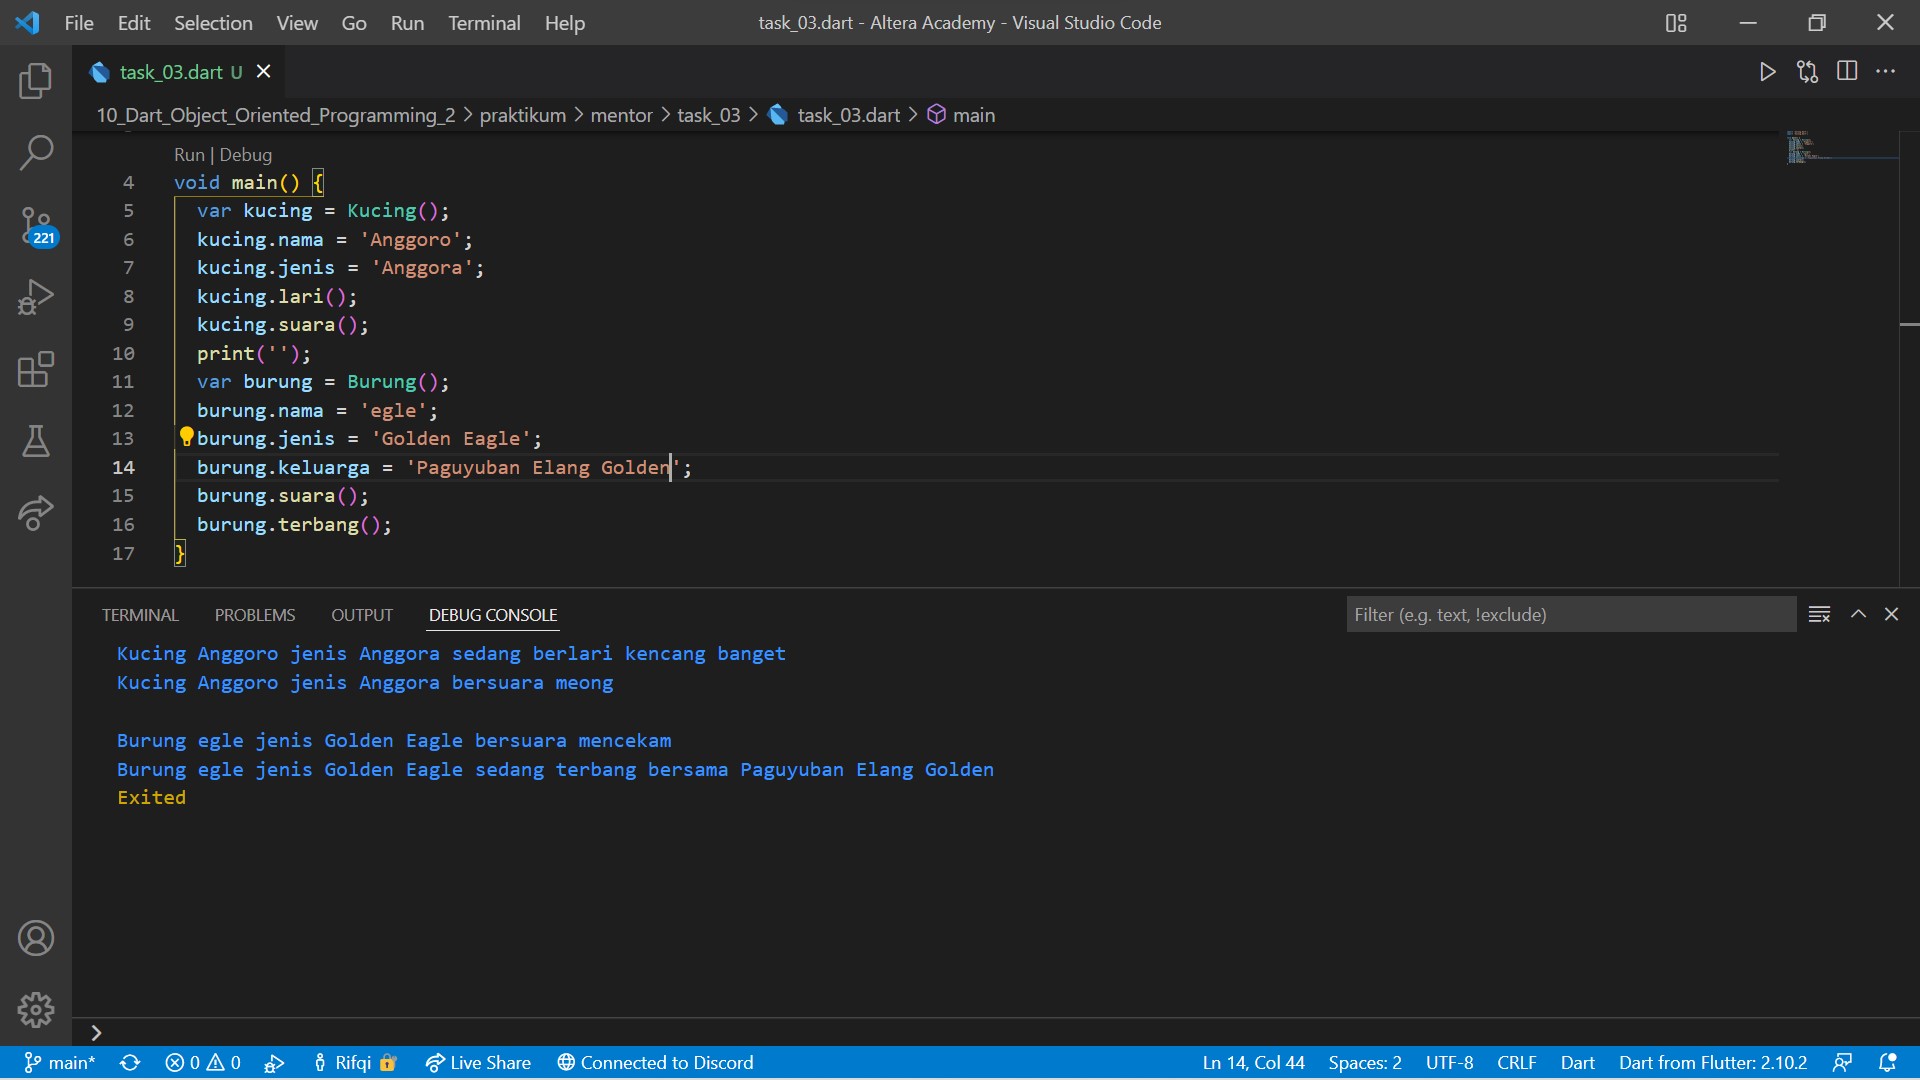 File Edit Selection View Go Run Terminal Help task_03.dart - Altera Academy - Visual Studio Code
task_03.dart U
10_Dart_Object_Oriented_Programming_2 > praktikum > mentor > task_03 > task_03.dart > main
Run | Debug
4 void main() {
5 var kucing = Kucing();
6 kucing.nama = 'Anggoro';
7 kucing.jenis = 'Anggora';
8 kucing.lari();
9 kucing.suara();
10 print('');
11 var burung = Burung();
12 burung.nama = 'egle';
13 burung.jenis = 'Golden Eagle';
14 burung.keluarga = 'Paguyuban Elang Golden';
15 burung.suara();
16 burung.terbang();
17 }
221
TERMINAL PROBLEMS OUTPUT DEBUG CONSOLE Filter (e.g. text, !exclude)
Kucing Anggoro jenis Anggora sedang berlari kencang banget
Kucing Anggoro jenis Anggora bersuara meong
Burung egle jenis Golden Eagle bersuara mencekam
Burung egle jenis Golden Eagle sedang terbang bersama Paguyuban Elang Golden
Exited
main* 0 0 Rifqi Live Share Connected to Discord Ln 14, Col 44 Spaces: 2 UTF-8 CRLF Dart Dart from Flutter: 2.10.2